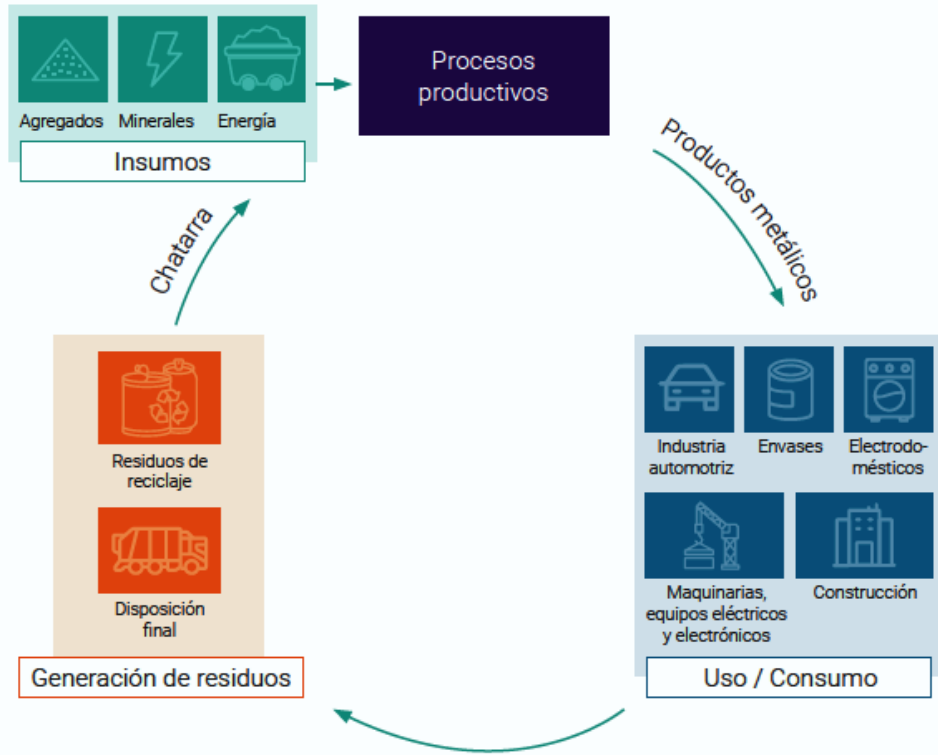 Agregados
Minerales
Energía
Insumos
Procesos
productivos
Productos metálicos
Industria
automotriz
Envases
Electrodo-
mésticos
Maquinarias,
equipos eléctricos
y electrónicos
Construcción
Uso / Consumo
Chatarra
Residuos de
reciclaje
Disposición
final
Generación de residuos